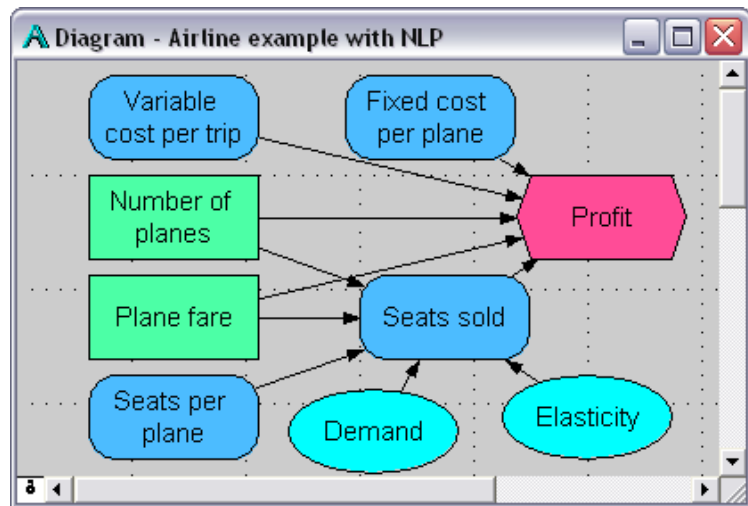 Diagram - Airline example with NLP
Variable
cost per trip
Fixed cost
per plane
Number of
planes
Profit
Plane fare
Seats sold
Seats per
plane
Demand
Elasticity